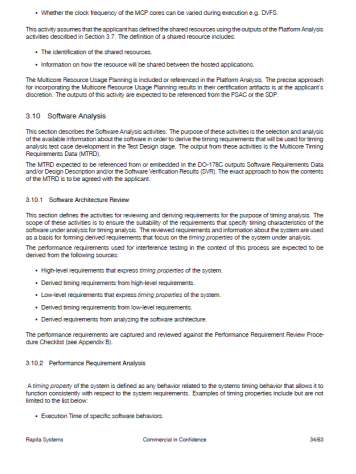 • Whether the clock frequency of the MCP cores can be varied during execution e.g. DVFS.
This activity assumes that the applicant has defined the shared resources using the outputs of the Platform Analysis
activities described in Section 3.7. The definition of a shared resource includes:
• The identification of the shared resources.
• Information on how the resource will be shared between the hosted applications.
The Multicore Resource Usage Planning is included or referenced in the Platform Analysis. The precise approach
for incorporating the Multicore Resource Usage Planning results in their certification artifacts is at the applicant's
discretion. The outputs of this activity are expected to be referenced from the PSAC or the SDP.
3.10 Software Analysis
This section describes the Software Analysis activities. The purpose of these activities is the selection and analysis
of the available information about the software in order to derive the timing requirements that will be used for timing
analysis test case development in the Test Design stage. The output from these activities is the Multicore Timing
Requirements Data (MTRD).
The MTRD expected to be referenced from or embedded in the DO-178C outputs Software Requirements Data
and/or Design Description and/or the Software Verification Results (SVR). The exact approach to how the contents
of the MTRD is to be agreed with the applicant.
3.10.1 Software Architecture Review
This section defines the activities for reviewing and deriving requirements for the purpose of timing analysis. The
scope of these activities is to ensure the suitability of the requirements that specify timing characteristics of the
software under analysis for timing analysis. The reviewed requirements and information about the system are used
as a basis for forming derived requirements that focus on the timing properties of the system under analysis.
The performance requirements used for interference testing in the context of this process are expected to be
derived from the following sources:
• High-level requirements that express timing properties of the system.
• Derived timing requirements from high-level requirements.
• Low-level requirements that express timing properties of the system.
• Derived timing requirements from low-level requirements.
• Derived requirements from analyzing the software architecture.
The performance requirements are captured and reviewed against the Performance Requirement Review Proce-
dure Checklist (see Appendix B).
3.10.2 Performance Requirement Analysis
A timing property of the system is defined as any behavior related to the systems timing behavior that allows it to
function consistently with respect to the system requirements. Examples of timing properties include but are not
limited to the list below:
• Execution Time of specific software behaviors.
Rapita Systems Commercial in Confidence 34/63